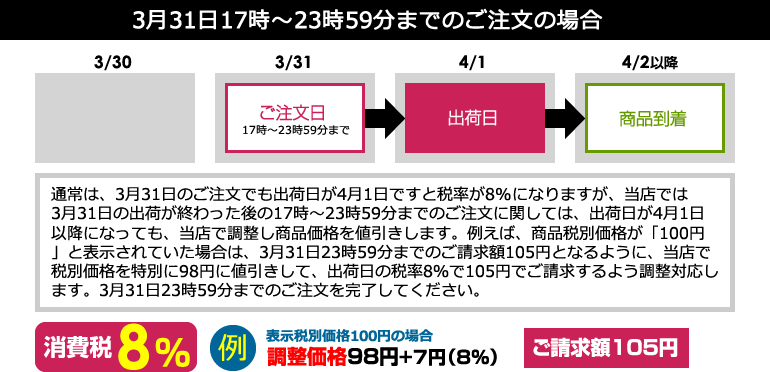 3月31日17時～23時59分までのご注文の場合
3/30
3/31
4/1
4/2以降
ご注文日
17時～23時59分まで
出荷日
商品到着
通常は、3月31日のご注文でも出荷日が4月1日ですと税率が8%になりますが、当店では
3月31日の出荷が終わった後の17時～23時59分までのご注文に関しては、出荷日が4月1日
以降になっても、当店で調整し商品価格を値引きします。例えば、商品税別価格が「100円
」と表示されていた場合は、3月31日23時59分までのご請求額105円となるように、当店で
税別価格を特別に98円に値引きして、出荷日の税率8%で105円でご請求するよう調整対応し
ます。3月31日23時59分までのご注文を完了してください。
消費税8%
例
表示税別価格100円の場合
調整価格98円+7円(8%)
ご請求額105円